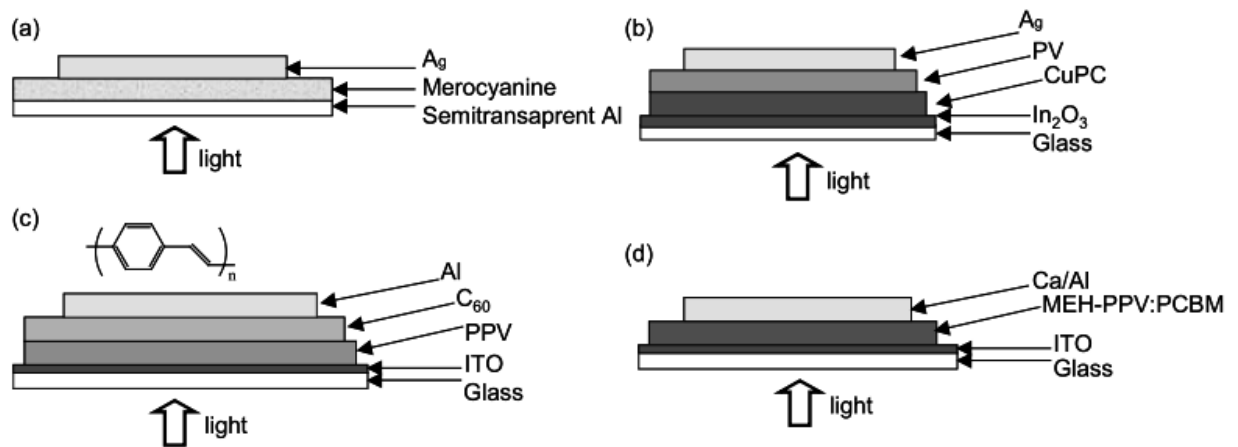 (a)
Ag
Merocyanine
Semitransaprent Al
light
(b)
Ag
PV
CuPC
In2O3
Glass
light
(c)
n
Al
C60
PPV
ITO
Glass
light
(d)
Ca/Al
MEH-PPV:PCBM
ITO
Glass
light